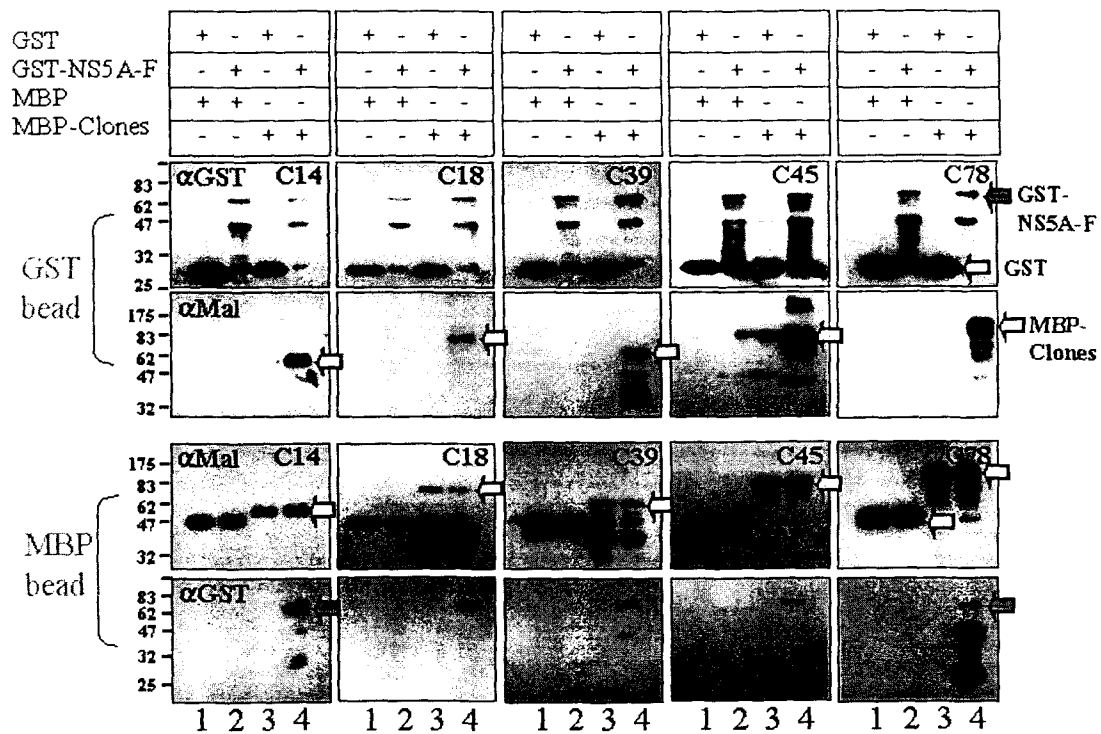 GST + - + - + - + - + - + - + - + - + - + -
GST-NS5A-F - + - + - + - + - + - + - + - + - + - +
MBP + + - - + + - - + + - - + + - - + + - -
MBP-Clones - - + + - - + + - - + + - - + + - - + +
αGST C14 C18 C39 C45 C78
83
62
47
32
25
GST-
NS5A-F
GST
GST
bead
αMal
175
83
62
47
32
MBP-
Clones
αMal C14 C18 C39 C45 C78
175
83
62
47
32
MBP
bead
αGST
83
62
47
32
25
1 2 3 4 1 2 3 4 1 2 3 4 1 2 3 4 1 2 3 4